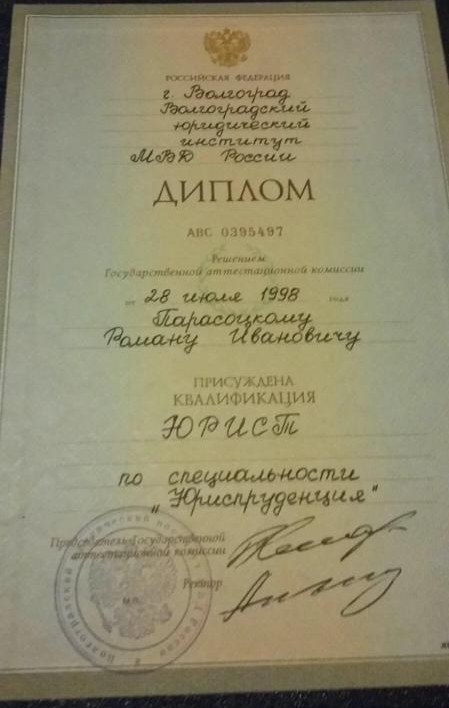 РОССИЙСКАЯ ФЕДЕРАЦИЯ
г. Волгоград
Волгоградский
юридический
институт
МВД России
ДИПЛОМ
АВС 0395497
Решением
Государственной аттестационной комиссии
от 28 июля 1998 года
Парасоцкому
Роману Ивановичу
ПРИСУЖДЕНА
КВАЛИФИКАЦИЯ
ЮРИСТ
по специальности
„Юриспруденция"
Председатель Государственной
аттестационной комиссии
Ректор
М.П.